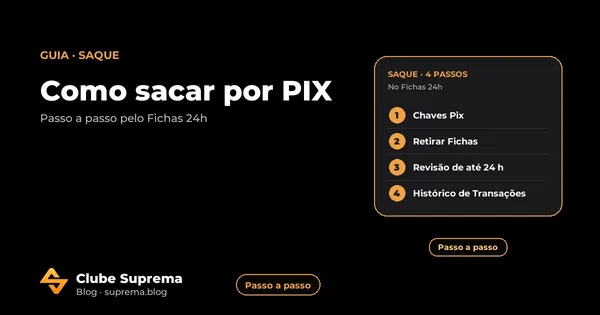 GUIA · SAQUE
Como sacar por PIX
Passo a passo pelo Fichas 24h
SAQUE · 4 PASSOS
No Fichas 24h
1 Chaves Pix
2 Retirar Fichas
3 Revisão de até 24 h
4 Histórico de Transações
Passo a passo
Clube Suprema
Blog · suprema.blog
Passo a passo